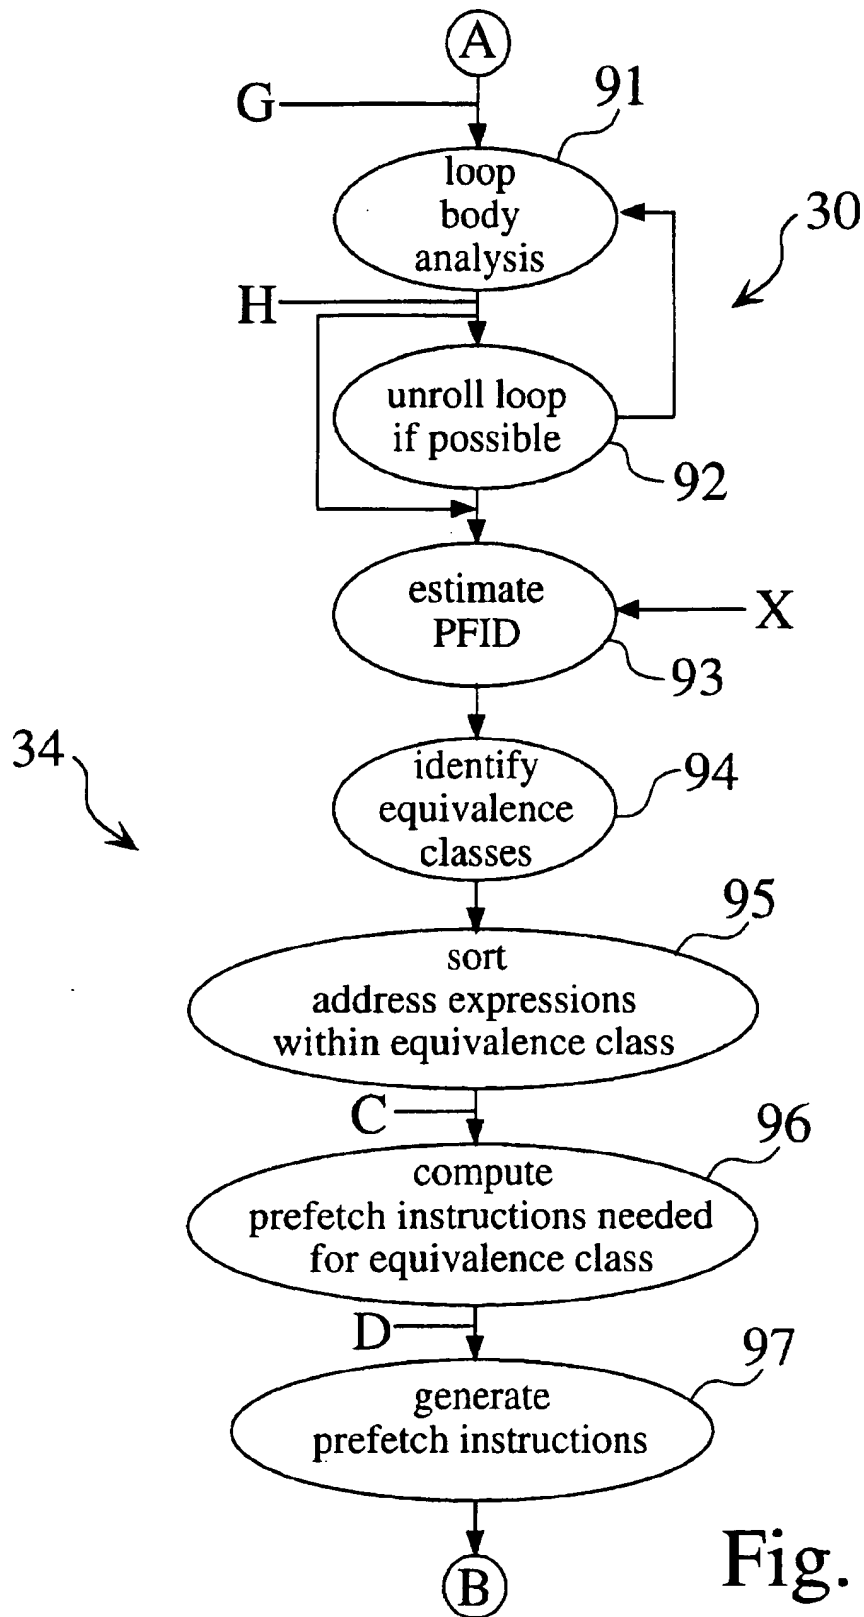 A
G
91
loop
body
analysis
30
H
unroll loop
if possible
92
estimate
PFID
X
93
34
identify
equivalence
classes
94
95
sort
address expressions
within equivalence class
C
96
compute
prefetch instructions needed
for equivalence class
D
97
generate
prefetch instructions
B
Fig.